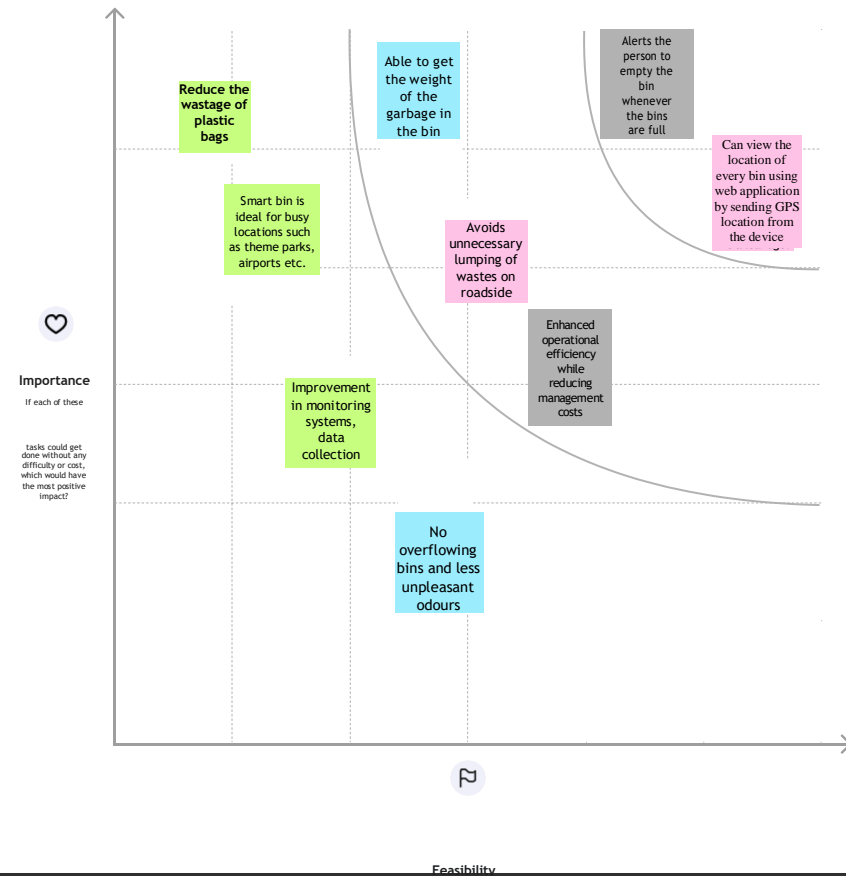 Reduce the
wastage of
plastic
bags
Able to get
the weight
of the
garbage in
the bin
Alerts the
person to
empty the
bin
whenever
the bins
are full
Can view the
location of
every bin using
web application
by sending GPS
location from
the device
Smart bin is
ideal for busy
locations such
as theme parks,
airports etc.
Avoids
unnecessary
lumping of
wastes on
roadside
Enhanced
operational
efficiency
while
reducing
management
costs
Importance
If each of these
tasks could get
done without any
difficulty or cost,
which would have
the most positive
impact?
Improvement
in monitoring
systems,
data
collection
No
overflowing
bins and less
unpleasant
odours
Feasibility